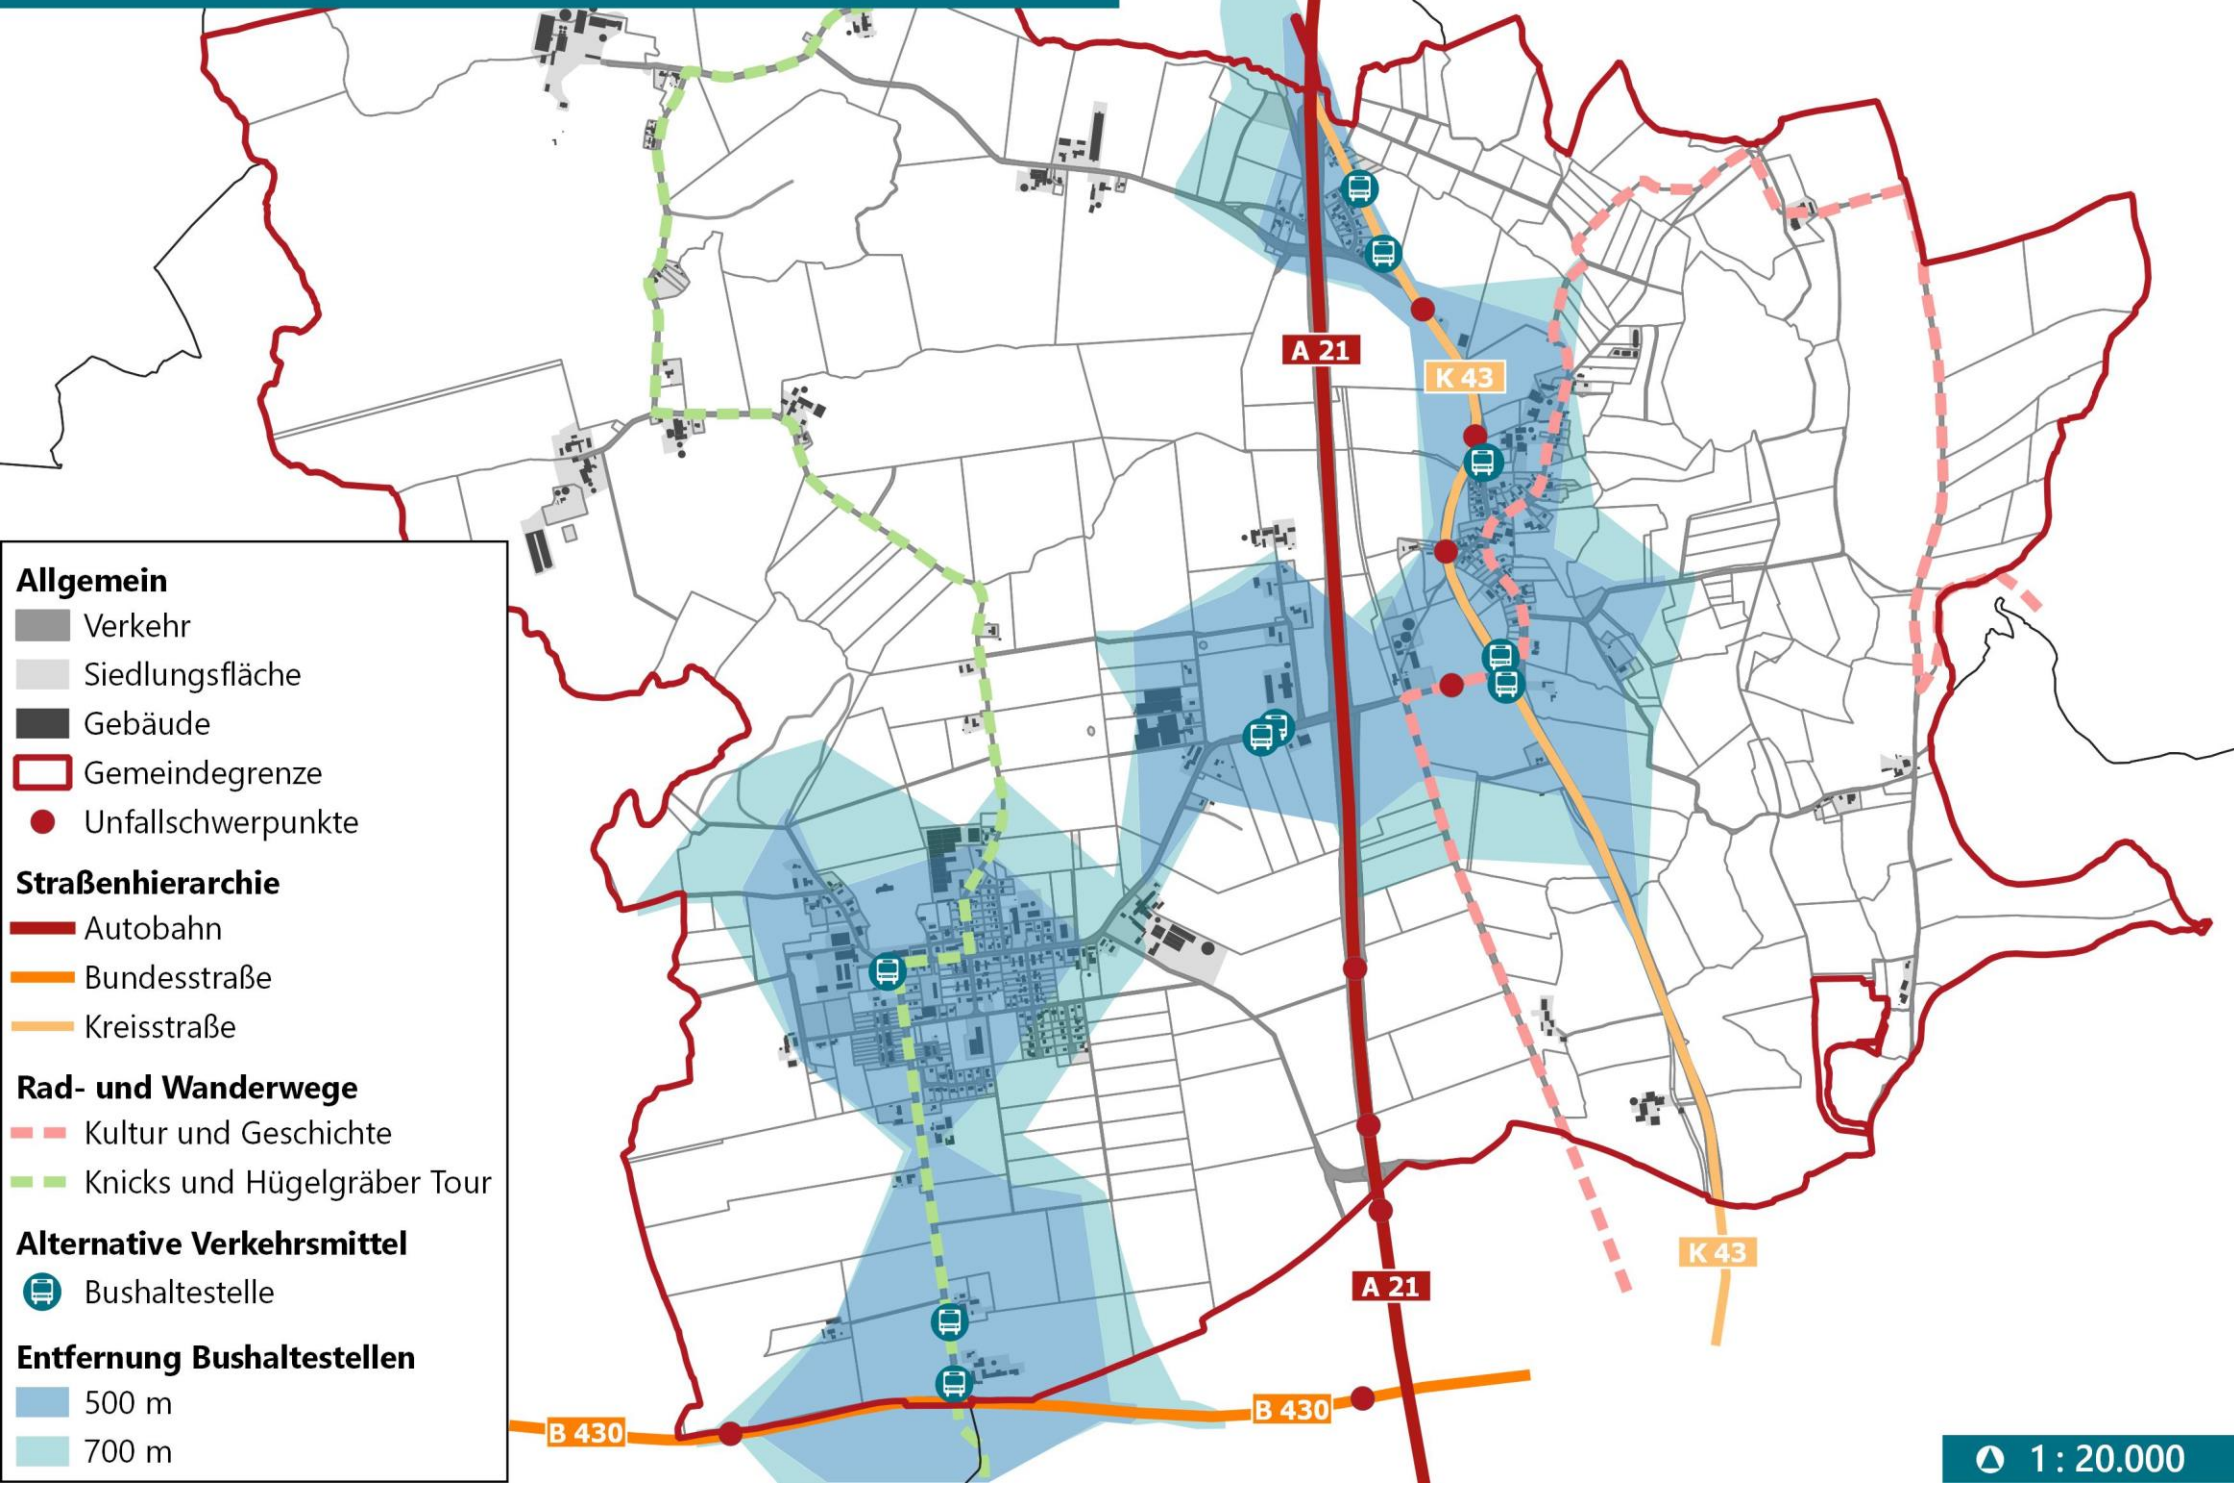 A 21
K 43
Allgemein
Verkehr
Siedlungsfläche
Gebäude
Gemeindegrenze
Unfallschwerpunkte
Straßenhierarchie
Autobahn
Bundesstraße
Kreisstraße
Rad- und Wanderwege
Kultur und Geschichte
Knicks und Hügelgräber Tour
Alternative Verkehrsmittel
Bushaltestelle
Entfernung Bushaltestellen
500 m
700 m
K 43
A 21
B 430
B 430
1 : 20.000